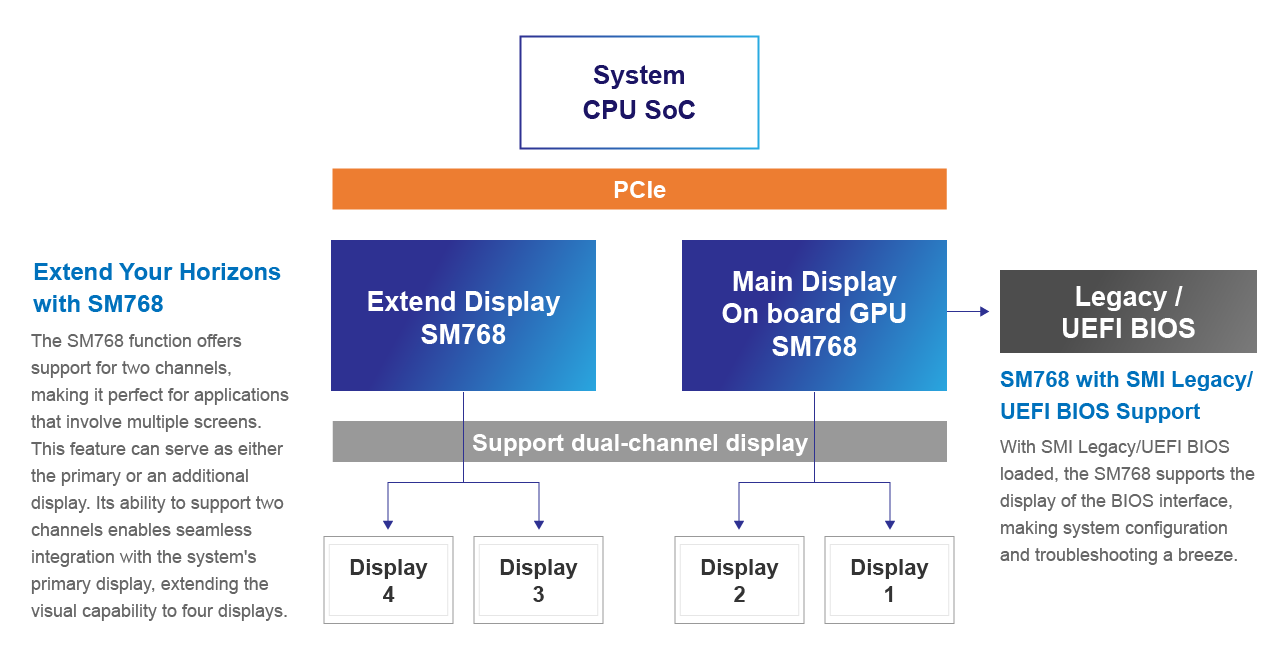 System
CPU SoC
PCIe
Extend Your Horizons
with SM768
The SM768 function offers
support for two channels,
making it perfect for applications
that involve multiple screens.
This feature can serve as either
the primary or an additional
display. Its ability to support two
channels enables seamless
integration with the system's
primary display, extending the
visual capability to four displays.
Extend Display
SM768
Main Display
On board GPU
SM768
Legacy /
UEFI BIOS
SM768 with SMI Legacy/
UEFI BIOS Support
With SMI Legacy/UEFI BIOS
loaded, the SM768 supports the
display of the BIOS interface,
making system configuration
and troubleshooting a breeze.
Support dual-channel display
Display
4
Display
3
Display
2
Display
1